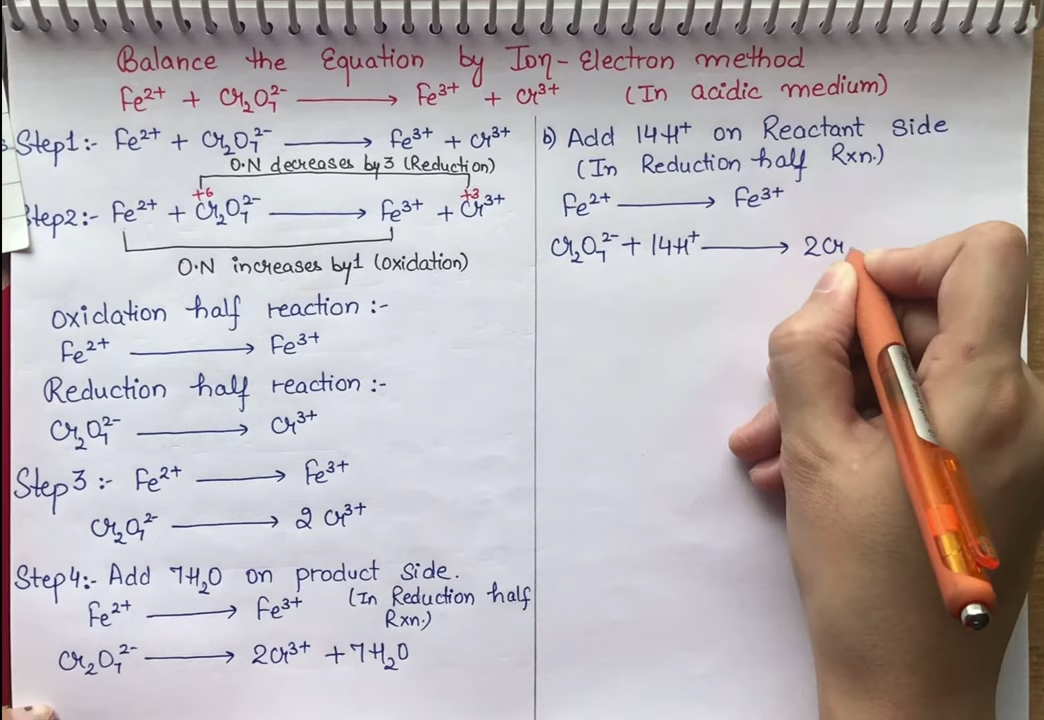 Balance the Equation by Ion-Electron method
Fe²⁺ + Cr₂O₇²⁻ ⟶ Fe³⁺ + Cr³⁺ (In acidic medium)
Step1:- Fe²⁺ + Cr₂O₇²⁻ ⟶ Fe³⁺ + Cr³⁺
O.N decreases by 3 (Reduction)
+6 +3
Step2:- Fe²⁺ + Cr₂O₇²⁻ ⟶ Fe³⁺ + Cr³⁺
O.N increases by 1 (Oxidation)
Oxidation half reaction:-
Fe²⁺ ⟶ Fe³⁺
Reduction half reaction:-
Cr₂O₇²⁻ ⟶ Cr³⁺
Step3:- Fe²⁺ ⟶ Fe³⁺
Cr₂O₇²⁻ ⟶ 2Cr³⁺
Step4:- Add 7H₂O on product side.
Fe²⁺ ⟶ Fe³⁺ (In Reduction half
Rxn.)
Cr₂O₇²⁻ ⟶ 2Cr³⁺ + 7H₂O
b) Add 14H⁺ on Reactant side
(In Reduction half Rxn.)
Fe²⁺ ⟶ Fe³⁺
Cr₂O₇²⁻ + 14H⁺ ⟶ 2Cr